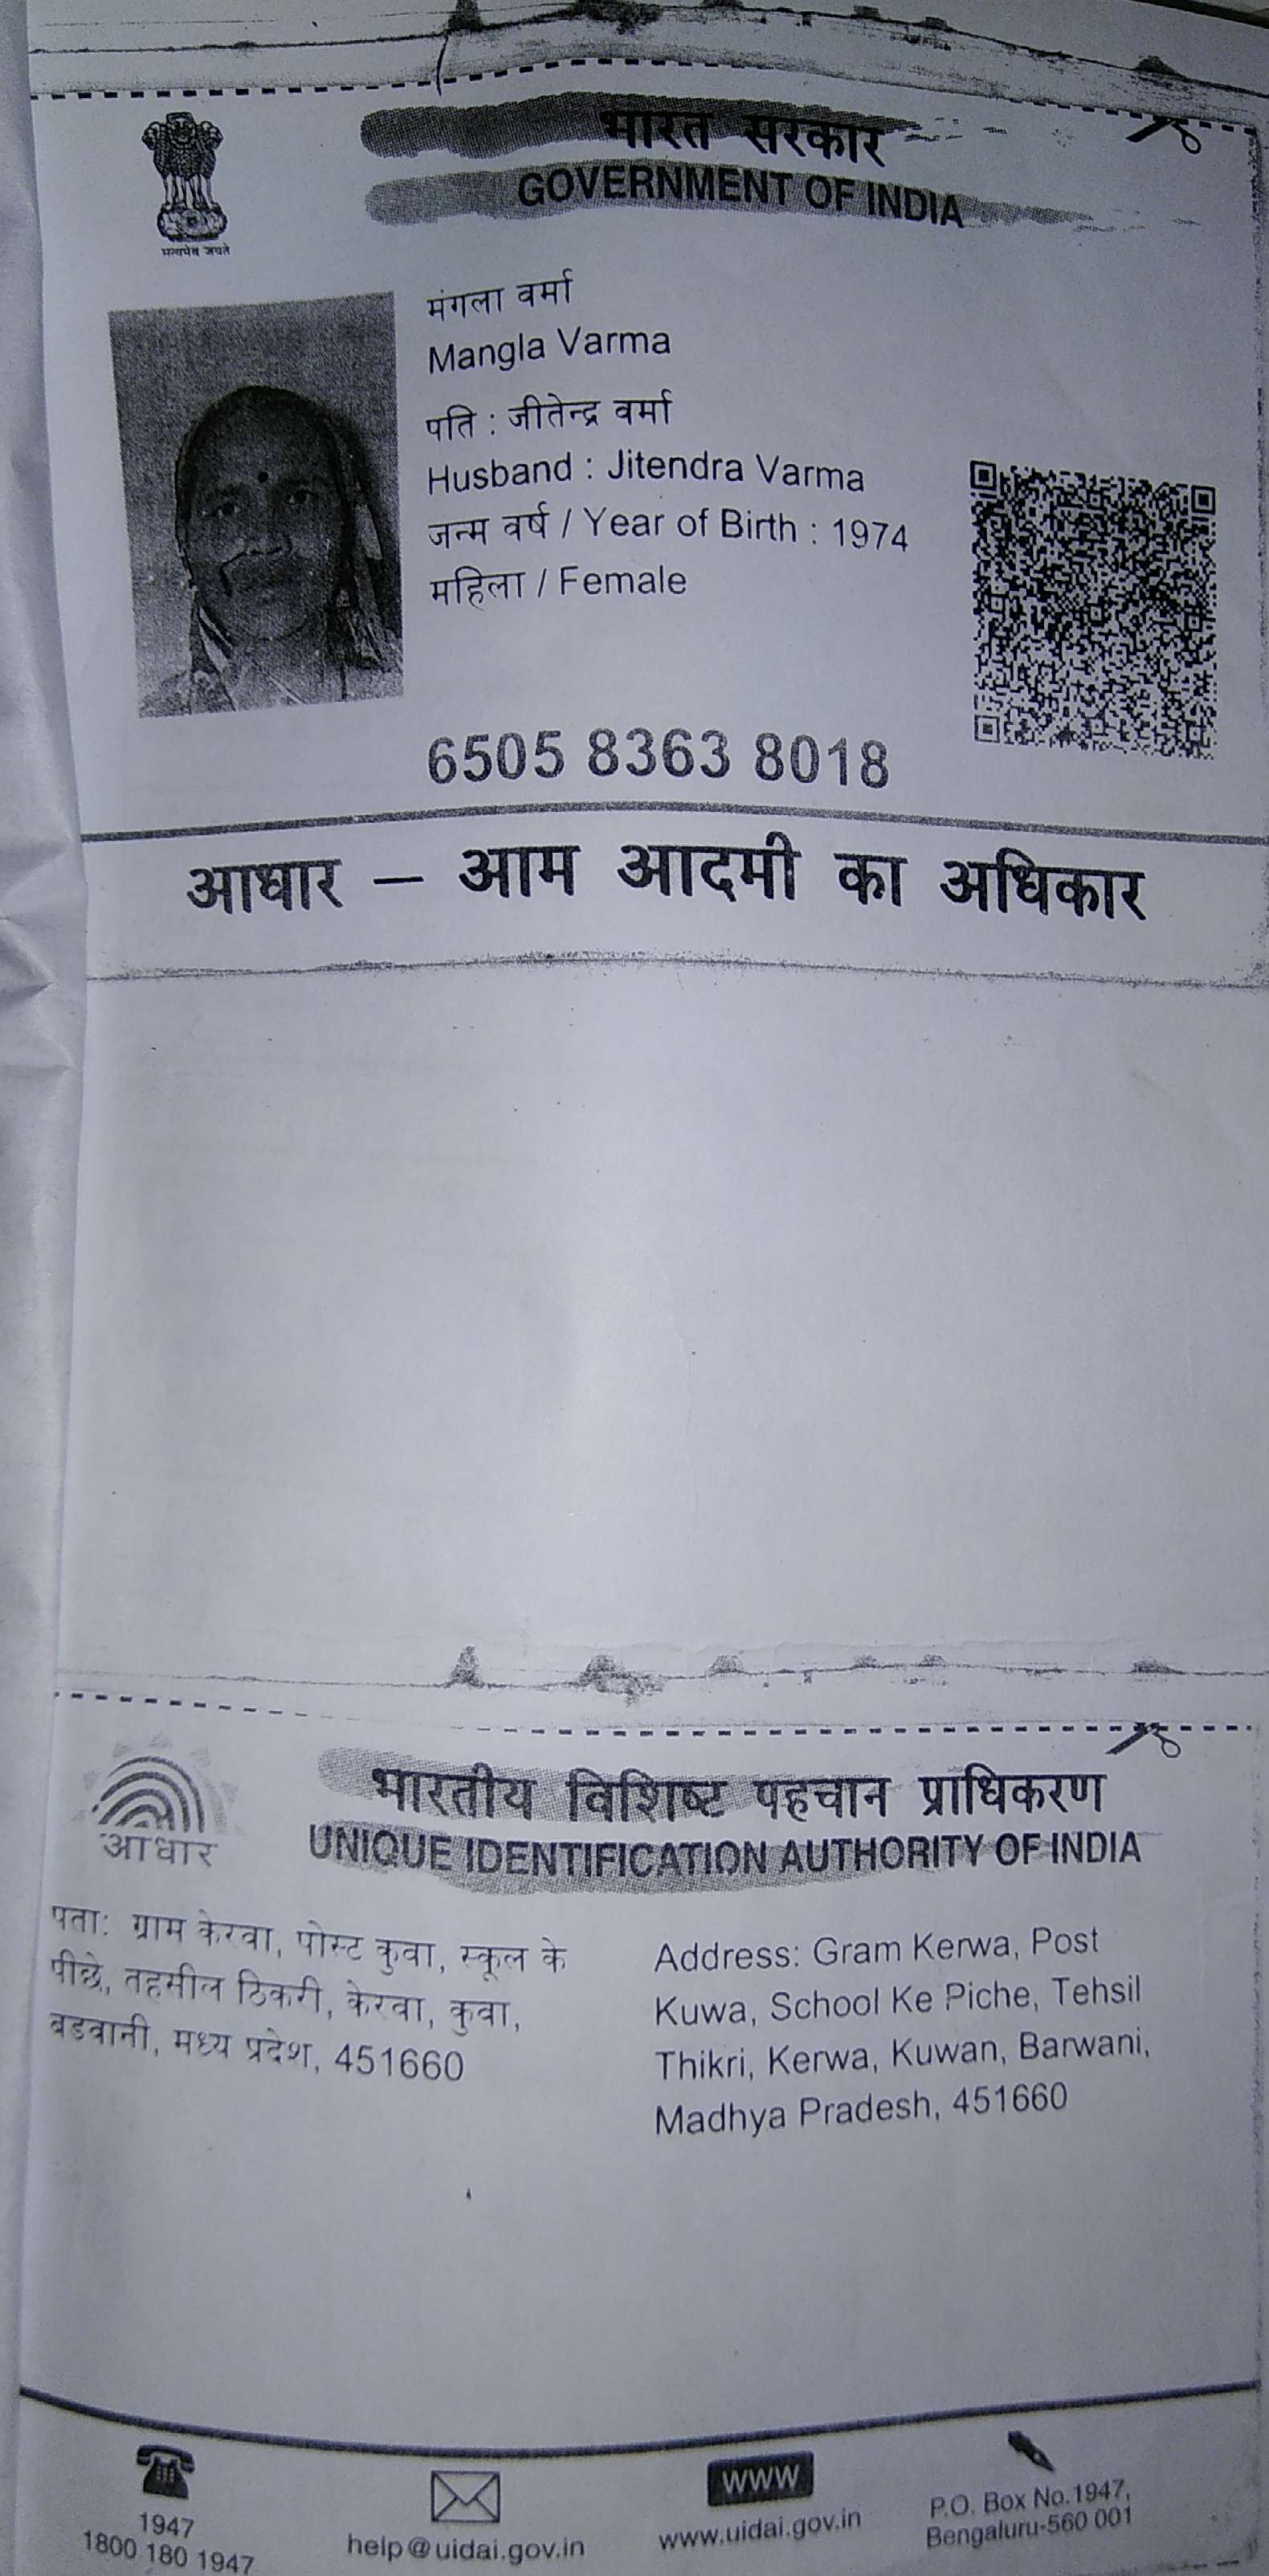 भारत सरकार
GOVERNMENT OF INDIA
सत्यमेव जयते
मंगला वर्मा
Mangla Varma
पति : जीतेन्द्र वर्मा
Husband : Jitendra Varma
जन्म वर्ष / Year of Birth : 1974
महिला / Female
6505 8363 8018
आधार – आम आदमी का अधिकार
भारतीय विशिष्ट पहचान प्राधिकरण
UNIQUE IDENTIFICATION AUTHORITY OF INDIA
आधार
पता: ग्राम केरवा, पोस्ट कुवा, स्कूल के
पीछे, तहसील ठिकरी, केरवा, कुवा,
बडवानी, मध्य प्रदेश, 451660
Address: Gram Kerwa, Post
Kuwa, School Ke Piche, Tehsil
Thikri, Kerwa, Kuwan, Barwani,
Madhya Pradesh, 451660
1947
1800 180 1947
help@uidai.gov.in
www
www.uidai.gov.in
P.O. Box No.1947,
Bengaluru-560 001